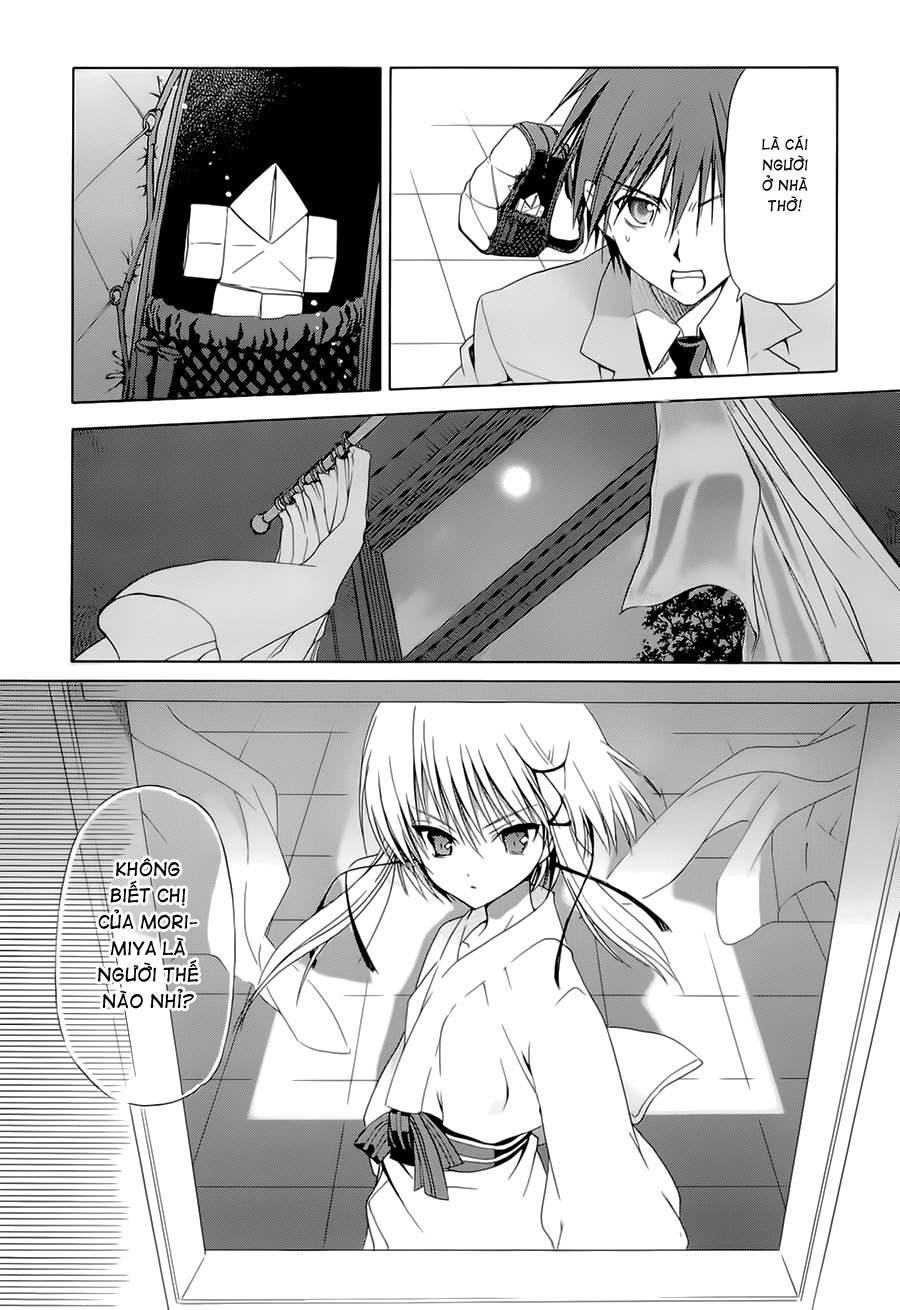 LÀ CÁI
NGƯỜI
Ở NHÀ
THỜ!
KHÔNG
BIẾT CHỊ
CỦA MORI-
MIYA LÀ
NGƯỜI THẾ
NÀO NHỈ?